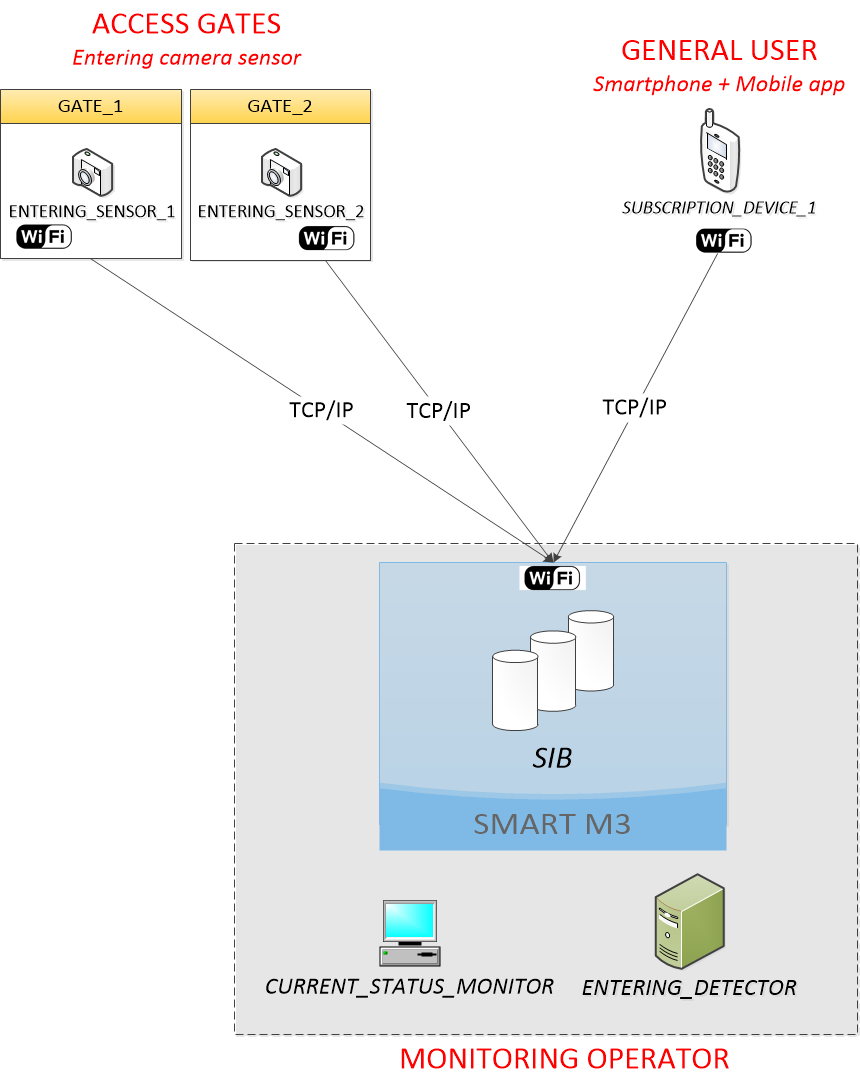 ACCESS GATES
Entering camera sensor
GENERAL USER
Smartphone + Mobile app
GATE_1
GATE_2
ENTERING_SENSOR_1
ENTERING_SENSOR_2
SUBSCRIPTION_DEVICE_1
WiFi
WiFi
WiFi
TCP/IP
TCP/IP
TCP/IP
WiFi
SIB
SMART M3
CURRENT_STATUS_MONITOR
ENTERING_DETECTOR
MONITORING OPERATOR